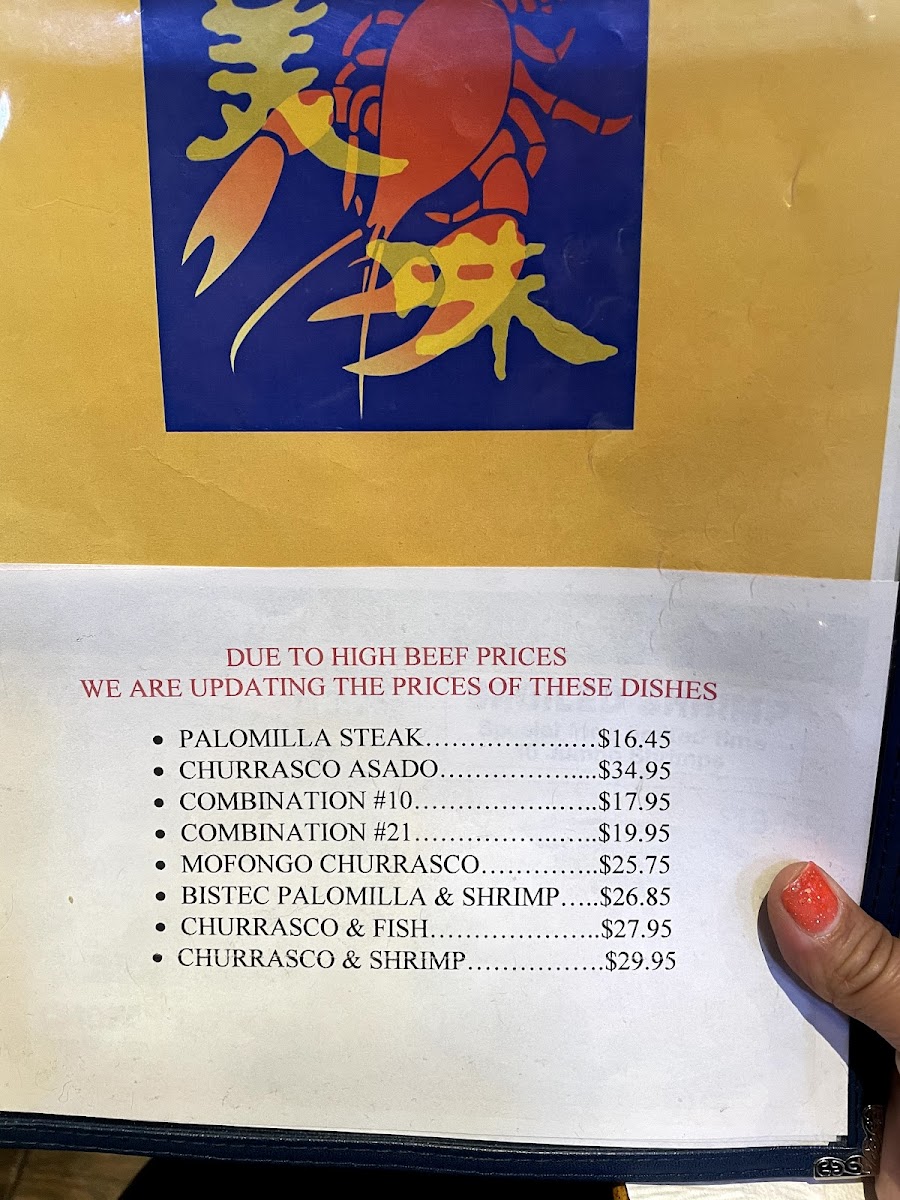 美
味
DUE TO HIGH BEEF PRICES
WE ARE UPDATING THE PRICES OF THESE DISHES
• PALOMILLA STEAK....................$16.45
• CHURRASCO ASADO...................$34.95
• COMBINATION #10.....................$17.95
• COMBINATION #21.....................$19.95
• MOFONGO CHURRASCO..............$25.75
• BISTEC PALOMILLA & SHRIMP.....$26.85
• CHURRASCO & FISH....................$27.95
• CHURRASCO & SHRIMP................$29.95